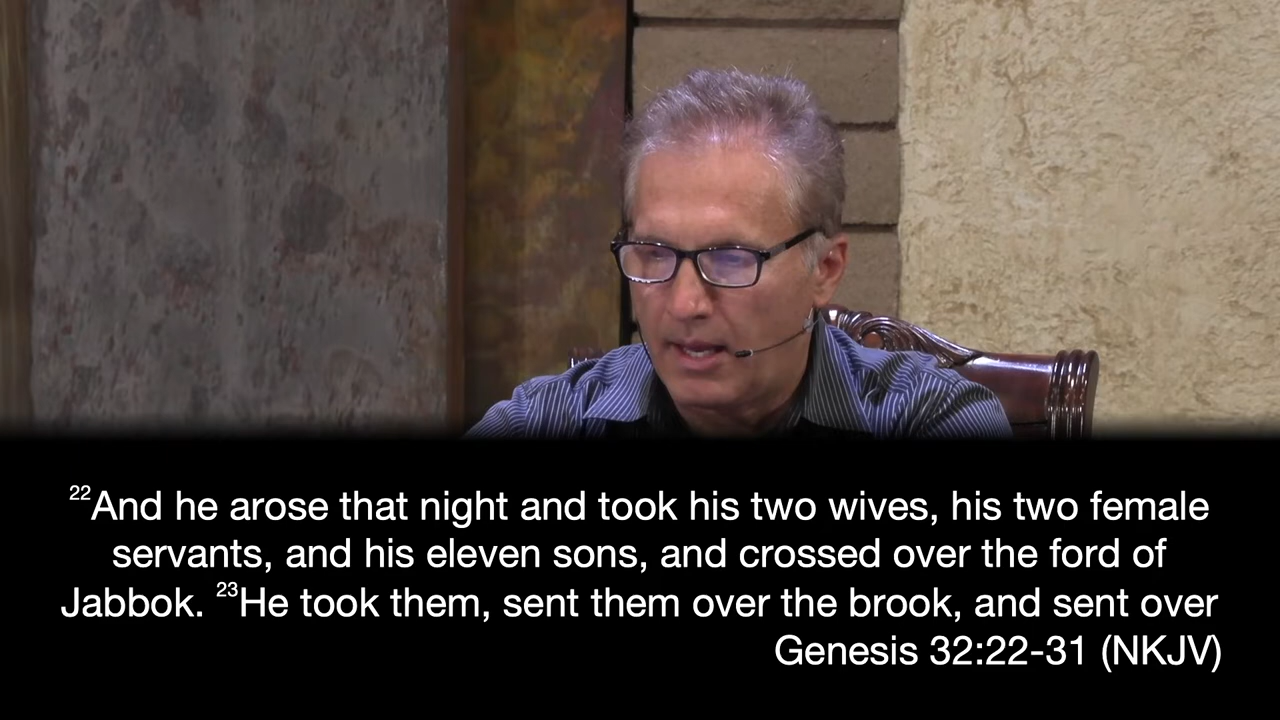 22And he arose that night and took his two wives, his two female
servants, and his eleven sons, and crossed over the ford of
Jabbok. 23He took them, sent them over the brook, and sent over
Genesis 32:22-31 (NKJV)